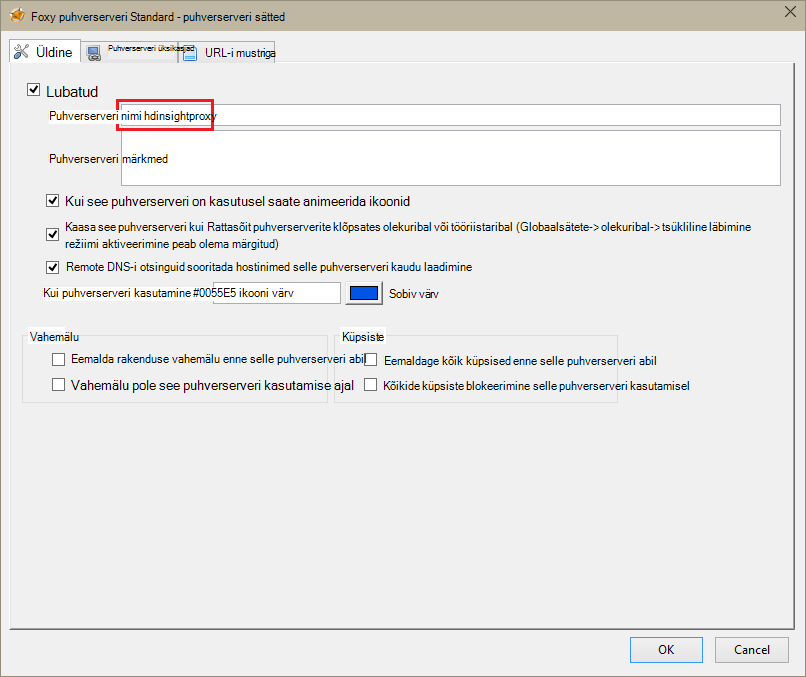 Foxy puhverserveri Standard - puhverserveri sätted
Üldine
Puhverserveri üksikasjad
URL-i mustriga
Lubatud
Puhverserveri nimi hdinsightproxy
Puhverserveri märkmed
Kui see puhverserveri on kasutusel saate animeerida ikoonid
Kaasa see puhverserveri kui Rattasõit puhverserverite klõpsates olekuribal või tööriistaribal (Globaalsätete-> olekuribal-> tsükliline läbimine
režiimi aktiveerimine peab olema märgitud)
Remote DNS-i otsinguid sooritada hostinimed selle puhverserveri kaudu laadimine
Kui puhverserveri kasutamine #0055E5 ikooni värv
Sobiv värv
Vahemälu
Küpsiste
Eemalda rakenduse vahemälu enne selle puhverserveri abil
Eemaldage kõik küpsised enne selle puhverserveri abil
Vahemälu pole see puhverserveri kasutamise ajal
Kõikide küpsiste blokeerimine selle puhverserveri kasutamisel
OK
Cancel